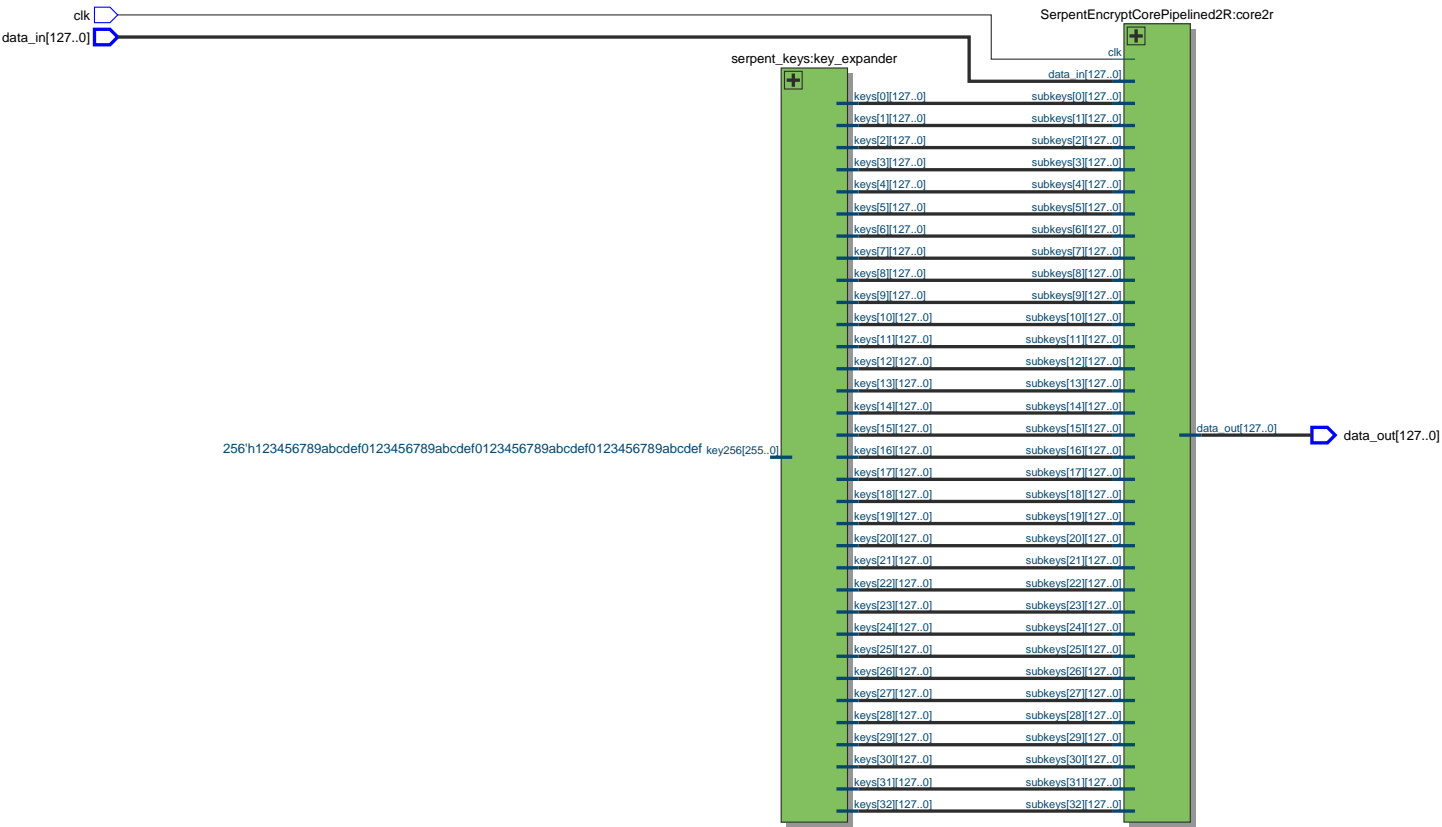 clk
data_in[127..0]
SerpentEncryptCorePipelined2R:core2r
clk
serpent_keys:key_expander
data_in[127..0]
keys[0][127..0] subkeys[0][127..0]
keys[1][127..0] subkeys[1][127..0]
keys[2][127..0] subkeys[2][127..0]
keys[3][127..0] subkeys[3][127..0]
keys[4][127..0] subkeys[4][127..0]
keys[5][127..0] subkeys[5][127..0]
keys[6][127..0] subkeys[6][127..0]
keys[7][127..0] subkeys[7][127..0]
keys[8][127..0] subkeys[8][127..0]
keys[9][127..0] subkeys[9][127..0]
keys[10][127..0] subkeys[10][127..0]
keys[11][127..0] subkeys[11][127..0]
keys[12][127..0] subkeys[12][127..0]
keys[13][127..0] subkeys[13][127..0]
keys[14][127..0] subkeys[14][127..0]
keys[15][127..0] subkeys[15][127..0] data_out[127..0] data_out[127..0]
256'h123456789abcdef0123456789abcdef0123456789abcdef0123456789abcdef key256[255..0] keys[16][127..0] subkeys[16][127..0]
keys[17][127..0] subkeys[17][127..0]
keys[18][127..0] subkeys[18][127..0]
keys[19][127..0] subkeys[19][127..0]
keys[20][127..0] subkeys[20][127..0]
keys[21][127..0] subkeys[21][127..0]
keys[22][127..0] subkeys[22][127..0]
keys[23][127..0] subkeys[23][127..0]
keys[24][127..0] subkeys[24][127..0]
keys[25][127..0] subkeys[25][127..0]
keys[26][127..0] subkeys[26][127..0]
keys[27][127..0] subkeys[27][127..0]
keys[28][127..0] subkeys[28][127..0]
keys[29][127..0] subkeys[29][127..0]
keys[30][127..0] subkeys[30][127..0]
keys[31][127..0] subkeys[31][127..0]
keys[32][127..0] subkeys[32][127..0]